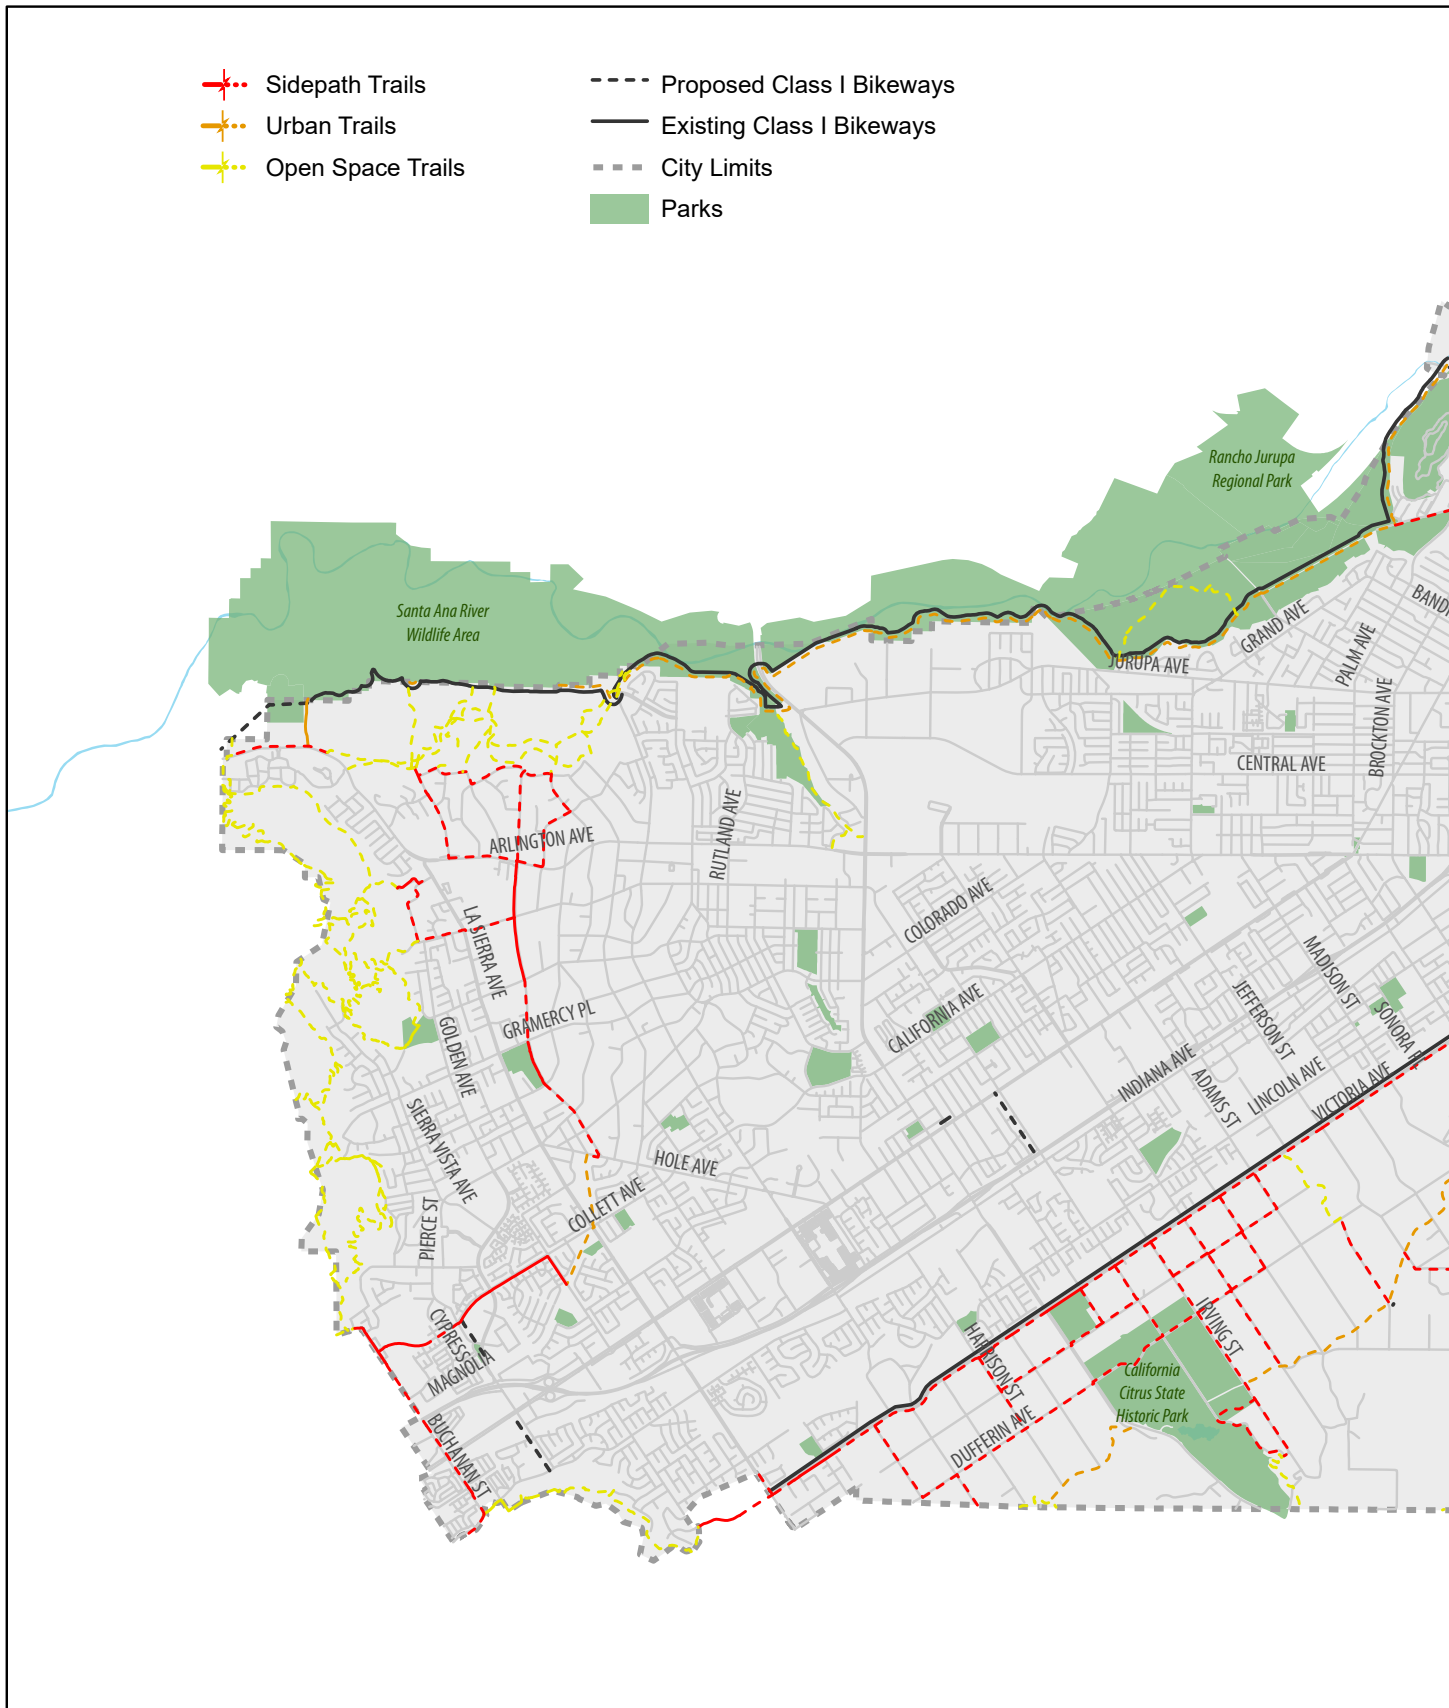 Sidepath Trails
Urban Trails
Open Space Trails
Proposed Class I Bikeways
Existing Class I Bikeways
City Limits
Parks
Rancho Jurupa
Regional Park
Santa Ana River
Wildlife Area
JURUPA AVE
GRAND AVE
PALM AVE
BROCKTON AVE
CENTRAL AVE
RUTLAND AVE
ARLINGTON AVE
LA SIERRA AVE
COLORADO AVE
MADISON ST
JEFFERSON ST
SONORA
GRAMERCY PL
GOLDEN AVE
CALIFORNIA AVE
INDIANA AVE
ADAMS ST
LINCOLN AVE
VICTORIA AVE
SIERRA VISTA AVE
HOLE AVE
COLLETT AVE
PIERCE ST
CYPRESS
MAGNOLIA
BUCHANAN ST
HARRISON ST
IRVING ST
DUFFERIN AVE
California
Citrus State
Historic Park